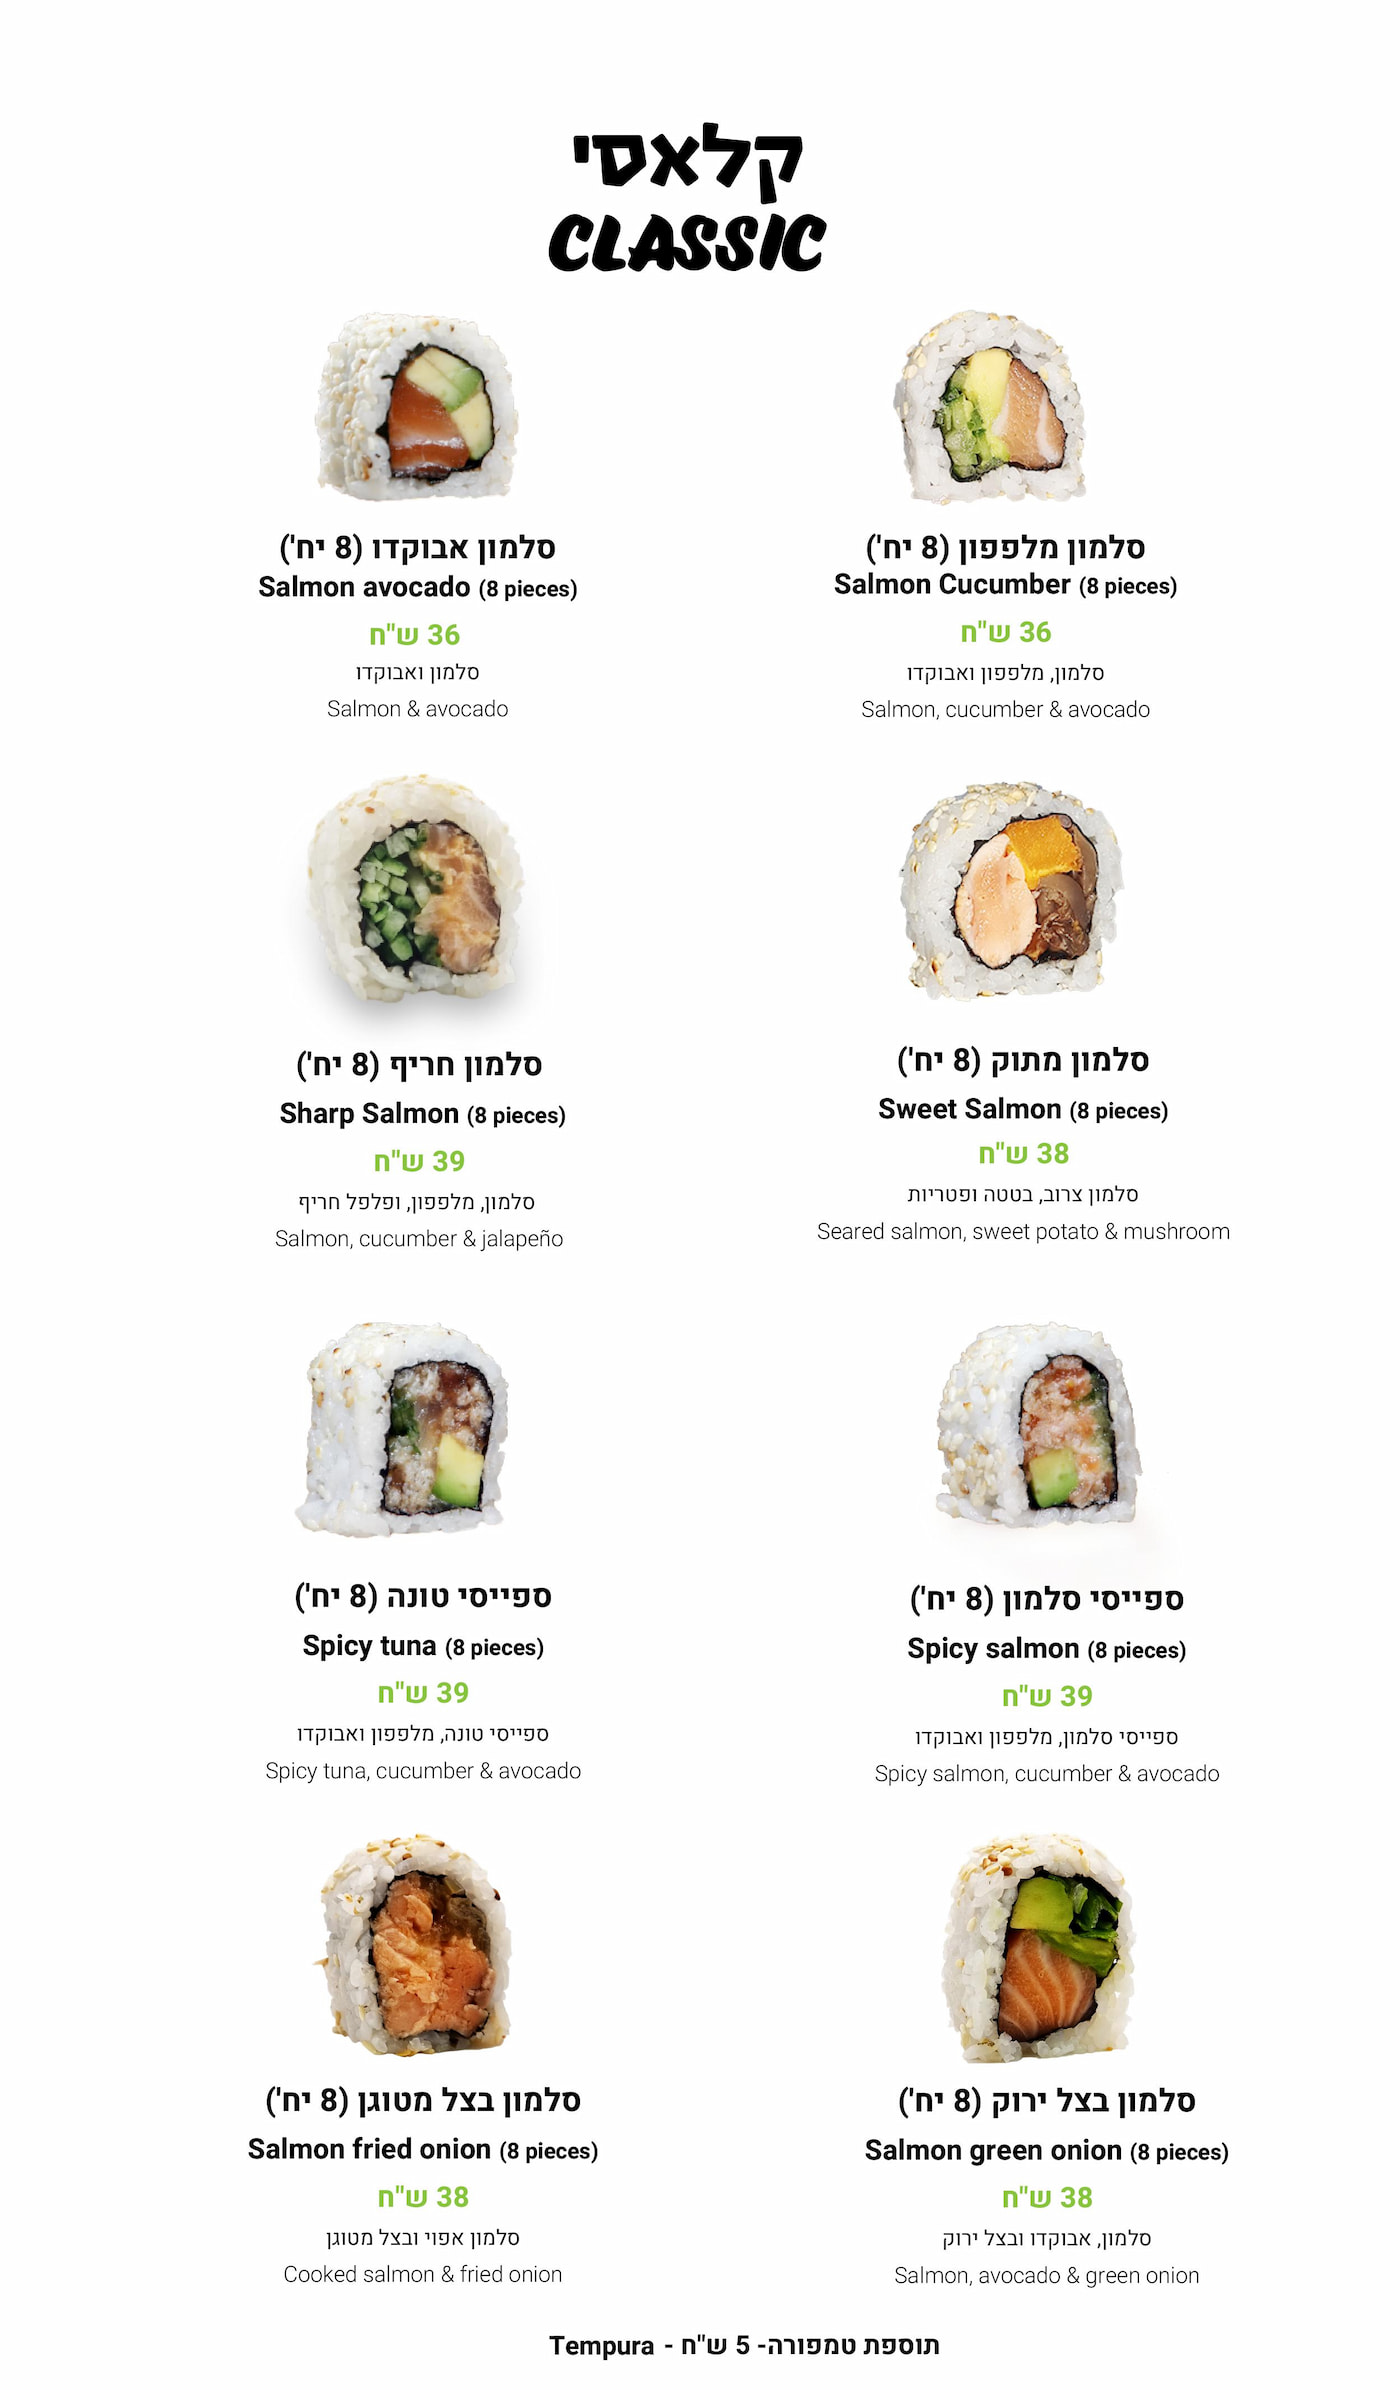 קלאסי
CLASSIC
סלמון אבוקדו (8 יח')
Salmon avocado (8 pieces)
36 ש"ח
סלמון ואבוקדו
Salmon & avocado
סלמון מלפפון (8 יח')
Salmon Cucumber (8 pieces)
36 ש"ח
סלמון, מלפפון ואבוקדו
Salmon, cucumber & avocado
סלמון חריף (8 יח')
Sharp Salmon (8 pieces)
39 ש"ח
סלמון, מלפפון, ופלפל חריף
Salmon, cucumber & jalapeño
סלמון מתוק (8 יח')
Sweet Salmon (8 pieces)
38 ש"ח
סלמון צרוב, בטטה ופטריות
Seared salmon, sweet potato & mushroom
ספייסי טונה (8 יח')
Spicy tuna (8 pieces)
39 ש"ח
ספייסי טונה, מלפפון ואבוקדו
Spicy tuna, cucumber & avocado
ספייסי סלמון (8 יח')
Spicy salmon (8 pieces)
39 ש"ח
ספייסי סלמון, מלפפון ואבוקדו
Spicy salmon, cucumber & avocado
סלמון בצל מטוגן (8 יח')
Salmon fried onion (8 pieces)
38 ש"ח
סלמון אפוי ובצל מטוגן
Cooked salmon & fried onion
סלמון בצל ירוק (8 יח')
Salmon green onion (8 pieces)
38 ש"ח
סלמון, אבוקדו ובצל ירוק
Salmon, avocado & green onion
תוספת טמפורה- 5 ש"ח - Tempura